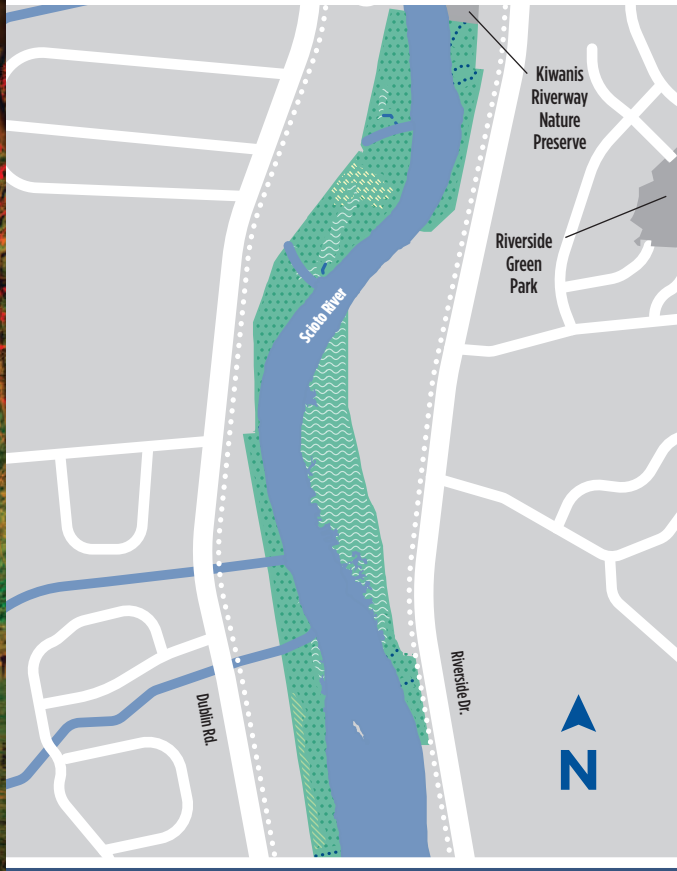 Kiwanis
Riverway
Nature
Preserve
Riverside
Green
Park
Scioto River
Riverside Dr.
Dublin Rd.
N